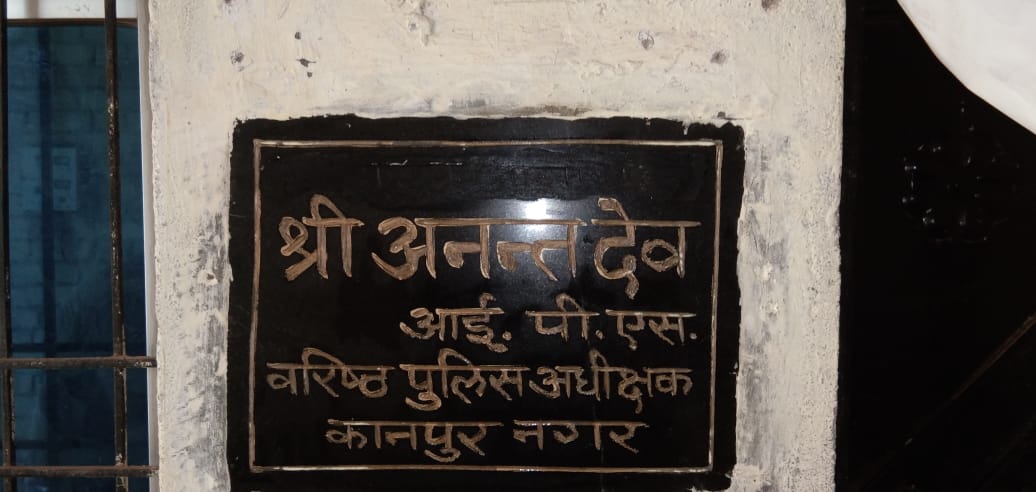 श्री अनन्त देव
आई. पी. एस.
वरिष्ठ पुलिस अधीक्षक
कानपुर नगर